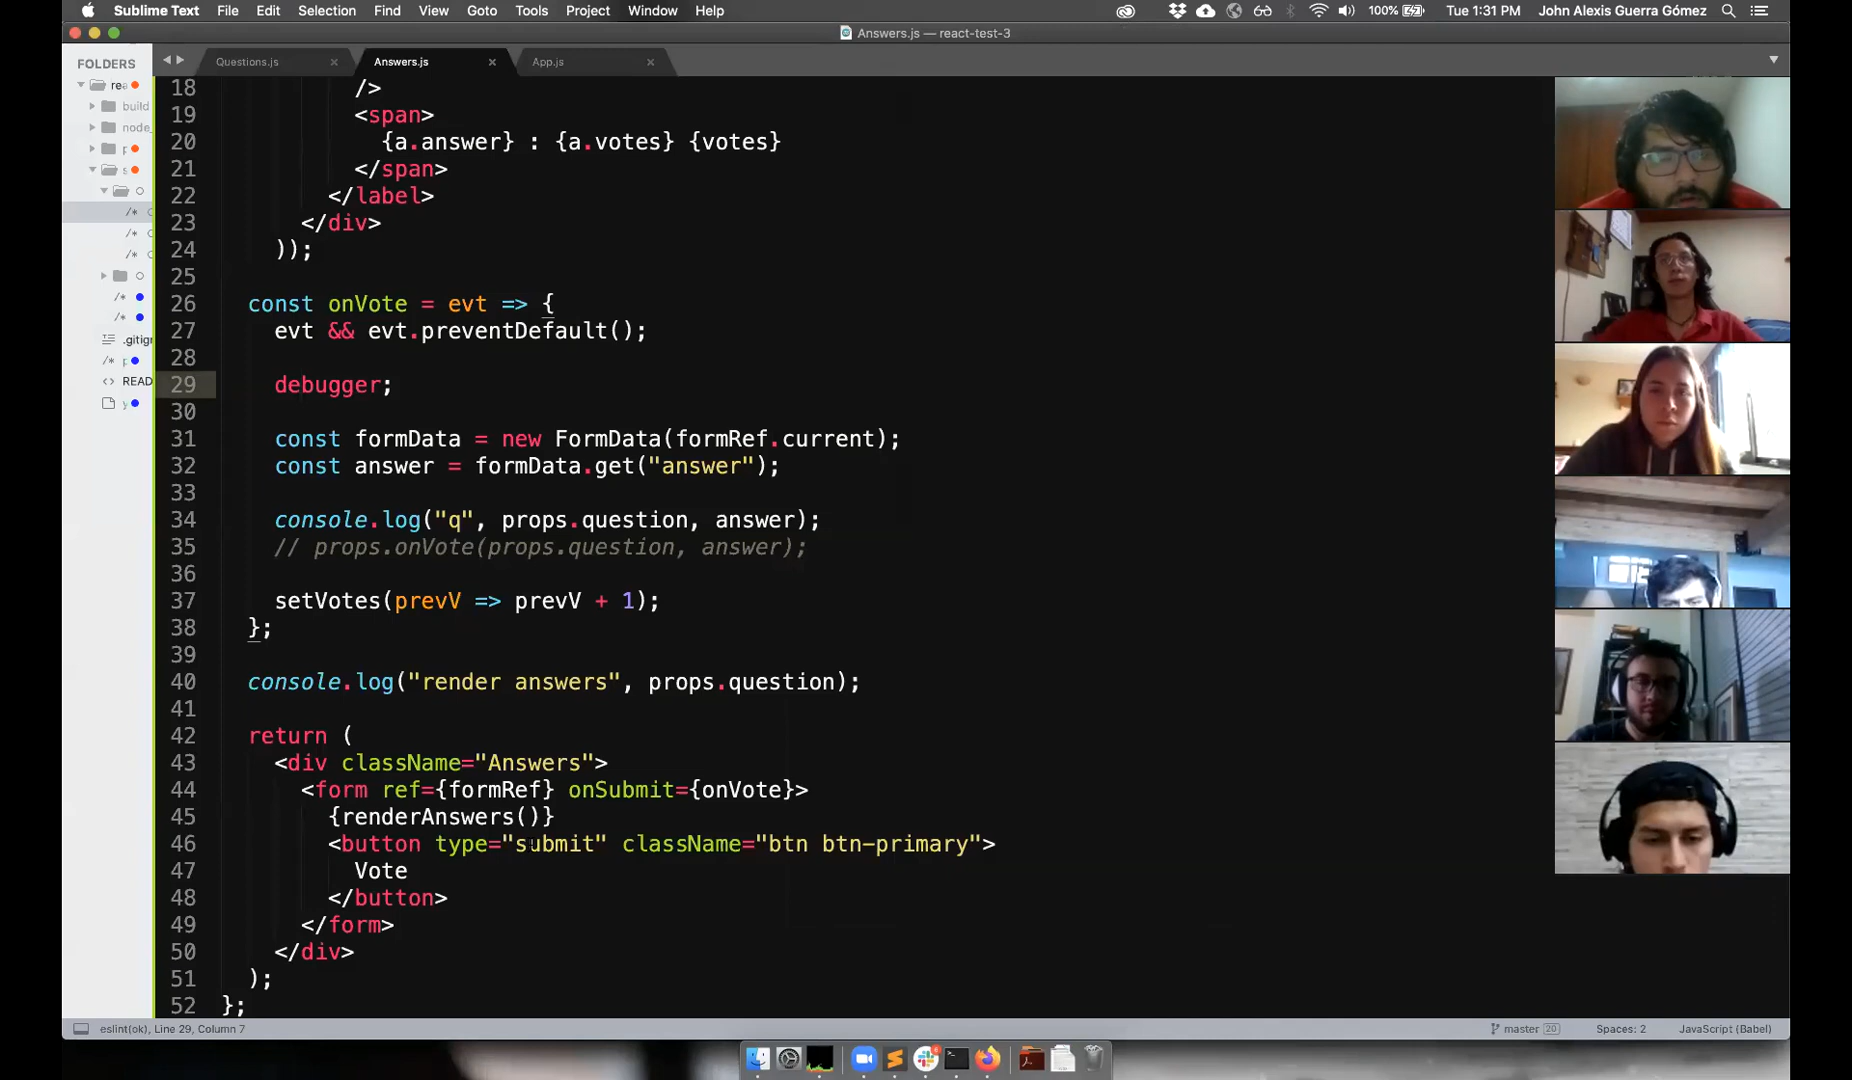 Sublime Text File Edit Selection Find View Goto Tools Project Window Help 100% Tue 1:31 PM John Alexis Guerra Gómez
Answers.js — react-test-3
FOLDERS
Questions.js Answers.js App.js
rea
build
node_
p
s
.gitign
p
READ
y
18 />
19 <span>
20 {a.answer} : {a.votes} {votes}
21 </span>
22 </label>
23 </div>
24 ));
25
26 const onVote = evt => {
27 evt && evt.preventDefault();
28
29 debugger;
30
31 const formData = new FormData(formRef.current);
32 const answer = formData.get("answer");
33
34 console.log("q", props.question, answer);
35 // props.onVote(props.question, answer);
36
37 setVotes(prevV => prevV + 1);
38 };
39
40 console.log("render answers", props.question);
41
42 return (
43 <div className="Answers">
44 <form ref={formRef} onSubmit={onVote}>
45 {renderAnswers()}
46 <button type="submit" className="btn btn-primary">
47 Vote
48 </button>
49 </form>
50 </div>
51 );
52 };
eslint(ok), Line 29, Column 7 master 20 Spaces: 2 JavaScript (Babel)